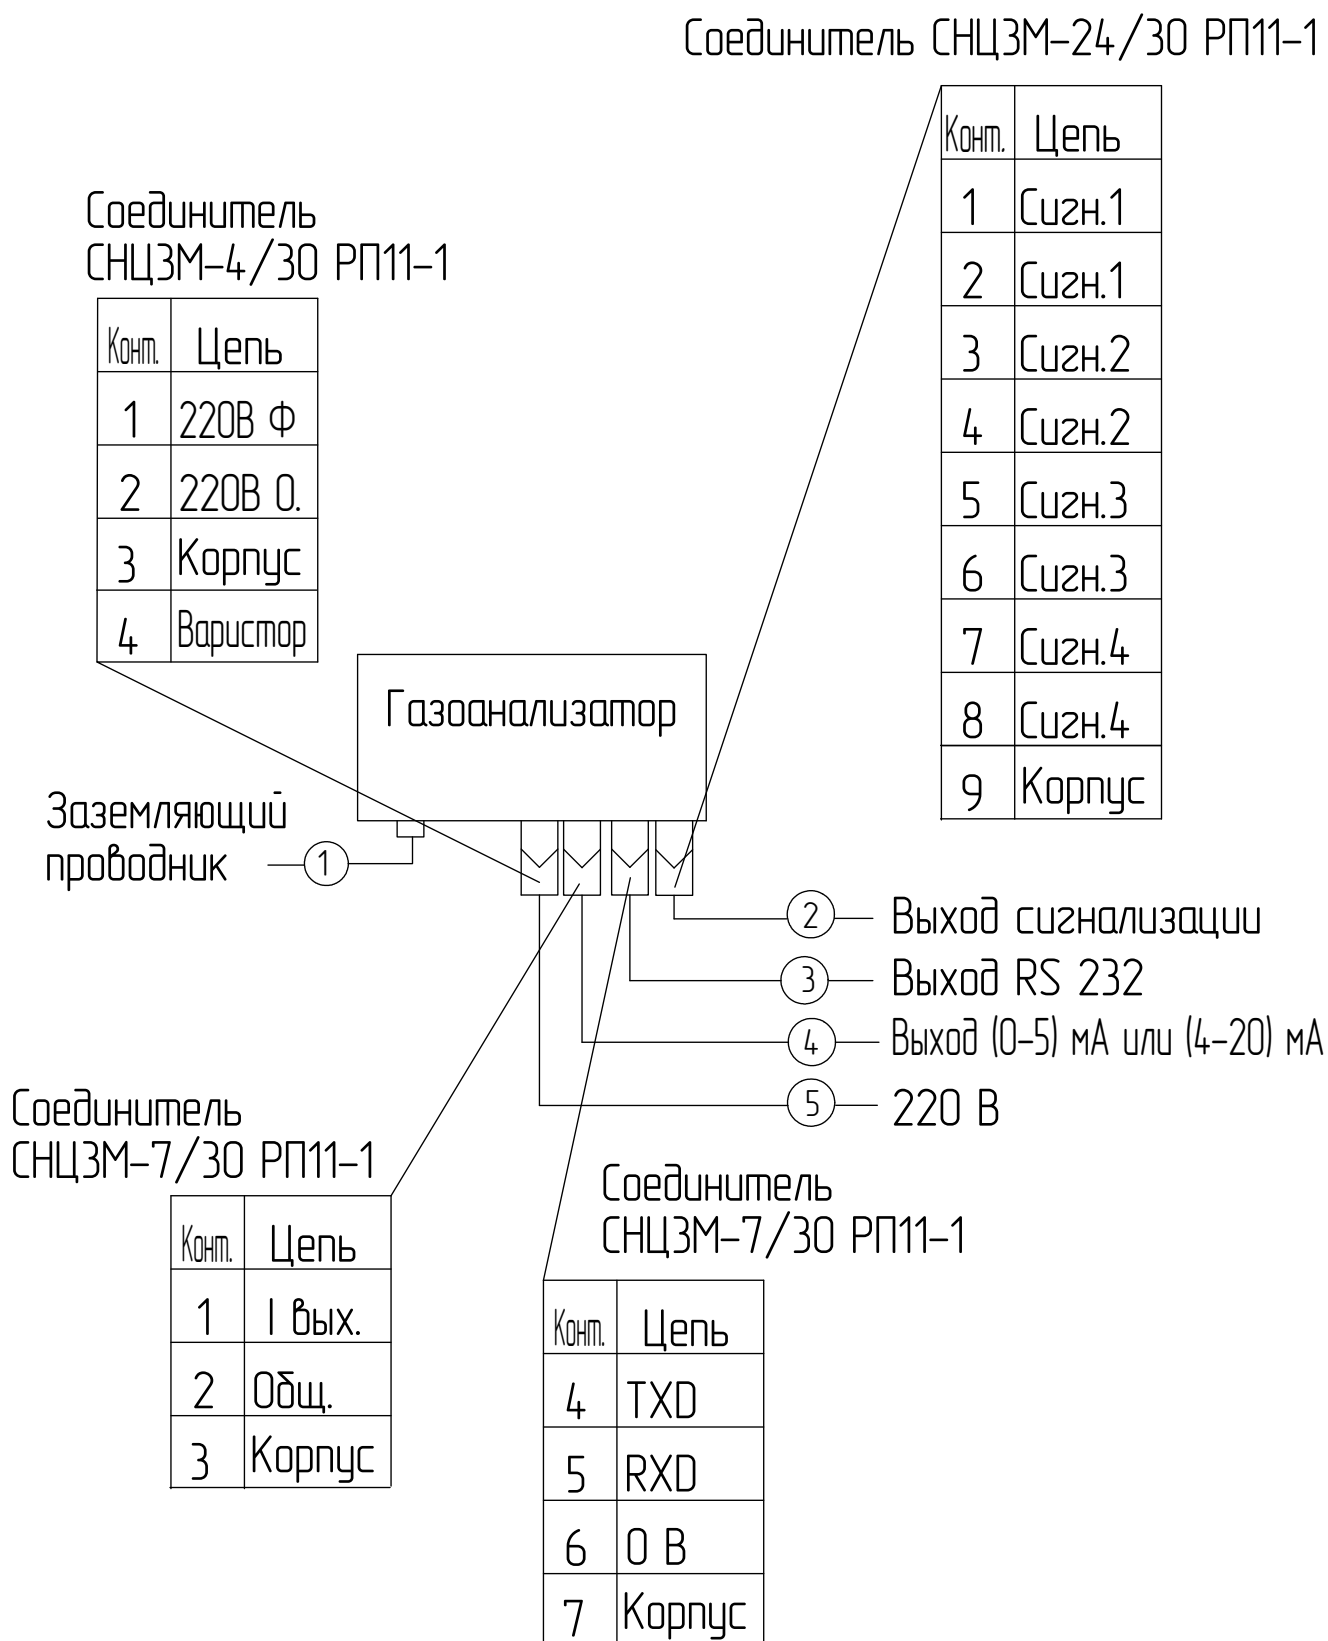 Соединитель СНЦ3М-24/30 РП11-1
Конт. Цепь
1 Сигн.1
2 Сигн.1
3 Сигн.2
4 Сигн.2
5 Сигн.3
6 Сигн.3
7 Сигн.4
8 Сигн.4
9 Корпус
Соединитель
СНЦ3М-4/30 РП11-1
Конт. Цепь
1 220В Ф
2 220В 0.
3 Корпус
4 Варистор
Газоанализатор
Заземляющий
проводник
1
2 Выход сигнализации
3 Выход RS 232
4 Выход (0-5) мА или (4-20) мА
5 220 В
Соединитель
СНЦ3М-7/30 РП11-1
Конт. Цепь
1 I вых.
2 Общ.
3 Корпус
Соединитель
СНЦ3М-7/30 РП11-1
Конт. Цепь
4 TXD
5 RXD
6 0 В
7 Корпус